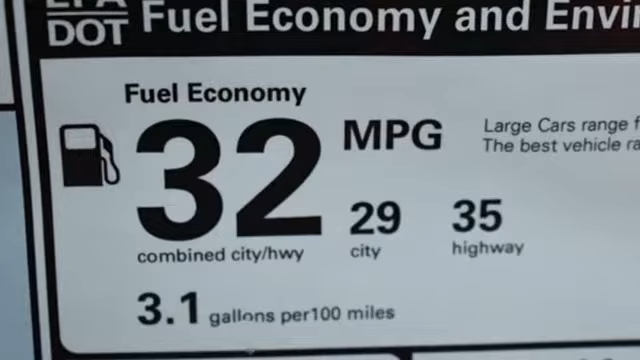 EPA
DOT Fuel Economy and Envi
Fuel Economy
32 MPG
combined city/hwy
29 city
35 highway
Large Cars range
The best vehicle
3.1 gallons per100 miles